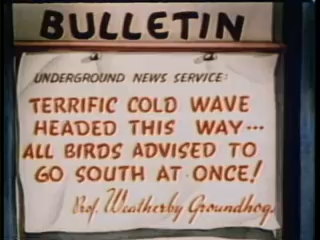 BULLETIN
UNDERGROUND NEWS SERVICE:
TERRIFIC COLD WAVE
HEADED THIS WAY---
ALL BIRDS ADVISED TO
GO SOUTH AT ONCE!
Prof. Weatherby Groundhog.